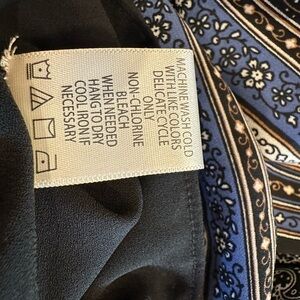 MACHINE WASH COLD
WITH LIKE COLORS
DELICATE CYCLE
ONLY
NON-CHLORINE
BLEACH
WHEN NEEDED
HANG TO DRY
COOL IRON IF
NECESSARY